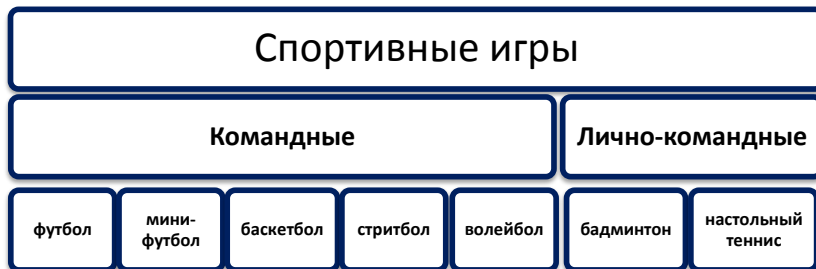 Спортивные игры
Командные
Лично-командные
футбол
мини-
футбол
баскетбол
стритбол
волейбол
бадминтон
настольный
теннис